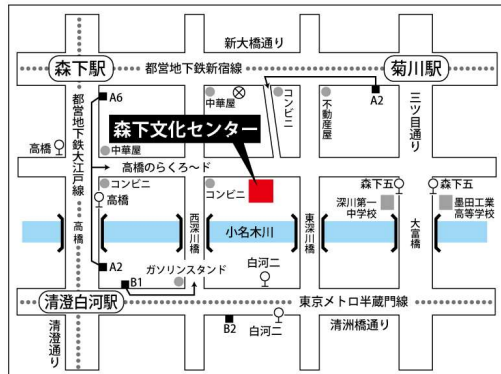 新大橋通り
森下駅
都営地下鉄新宿線
菊川駅
A6
中華屋
コンビニ
不動産屋
A2
三ツ目通り
都営地下鉄大江戸線
森下文化センター
高橋
中華屋
高橋のらくろ〜ド
コンビニ
高橋
コンビニ
森下五
森下五
深川第一
中学校
墨田工業
高等学校
高橋
西深川橋
小名木川
東深川橋
大富橋
A2
ガソリンスタンド
白河二
B1
清澄白河駅
東京メトロ半蔵門線
清澄通り
B2
白河二
清洲橋通り